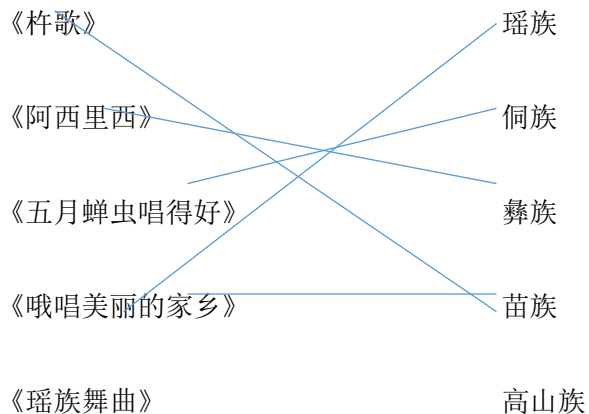 《杵歌》 瑶族
《阿西里西》 侗族
《五月蝉虫唱得好》 彝族
《哦唱美丽的家乡》 苗族
《瑶族舞曲》 高山族